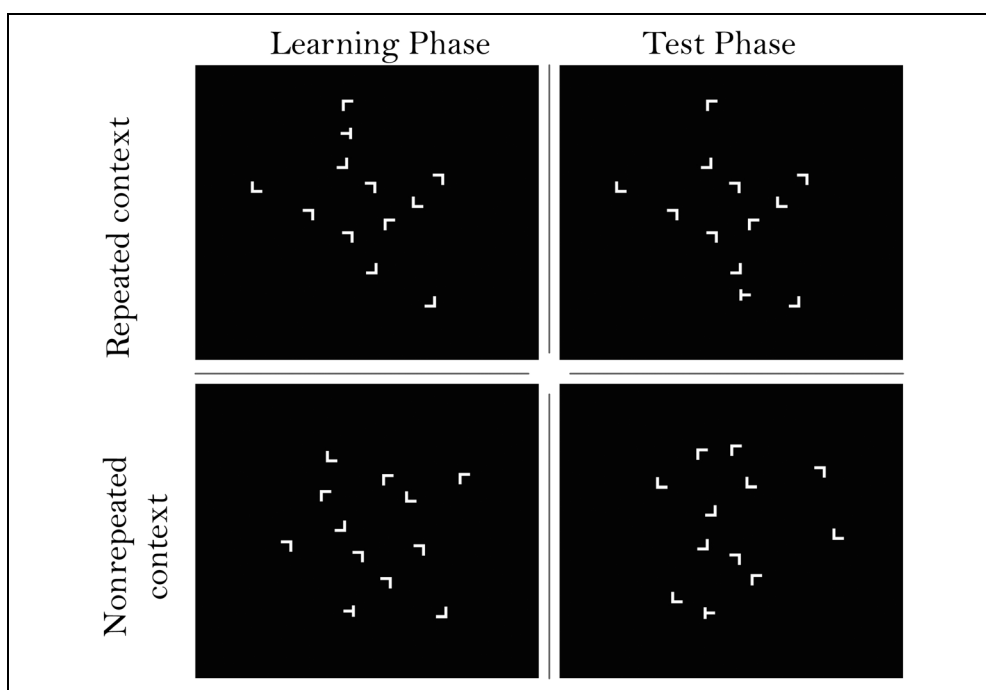 Learning Phase
Test Phase
Repeated context
Nonrepeated
context